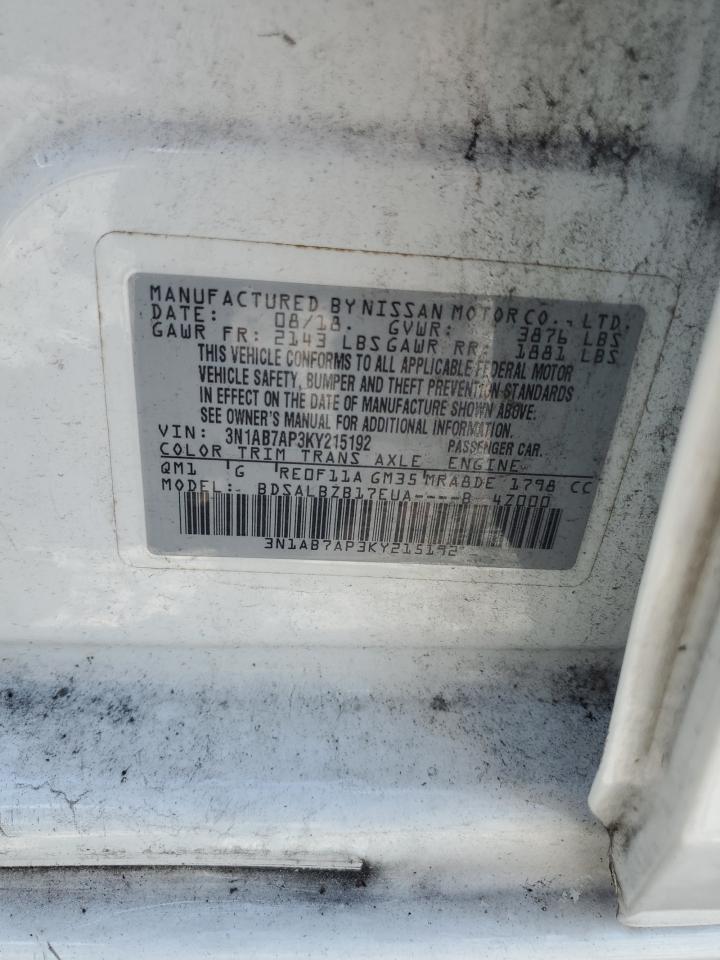 MANUFACTURED BY NISSAN MOTOR CO., LTD.
DATE: 08/18. GVWR: 3876 LBS
GAWR FR: 2143 LBS GAWR RR: 1881 LBS
THIS VEHICLE CONFORMS TO ALL APPLICABLE FEDERAL MOTOR
VEHICLE SAFETY, BUMPER AND THEFT PREVENTION STANDARDS
IN EFFECT ON THE DATE OF MANUFACTURE SHOWN ABOVE.
SEE OWNER'S MANUAL FOR ADDITIONAL INFORMATION.
VIN: 3N1AB7AP3KY215192 PASSENGER CAR.
COLOR TRIM TRANS AXLE ENGINE
QM1 G RE0F11A GM35 MRA8DE 1798 CC
MODEL: BDSALBZB17EUA-----B 4Z000
3N1AB7AP3KY215192